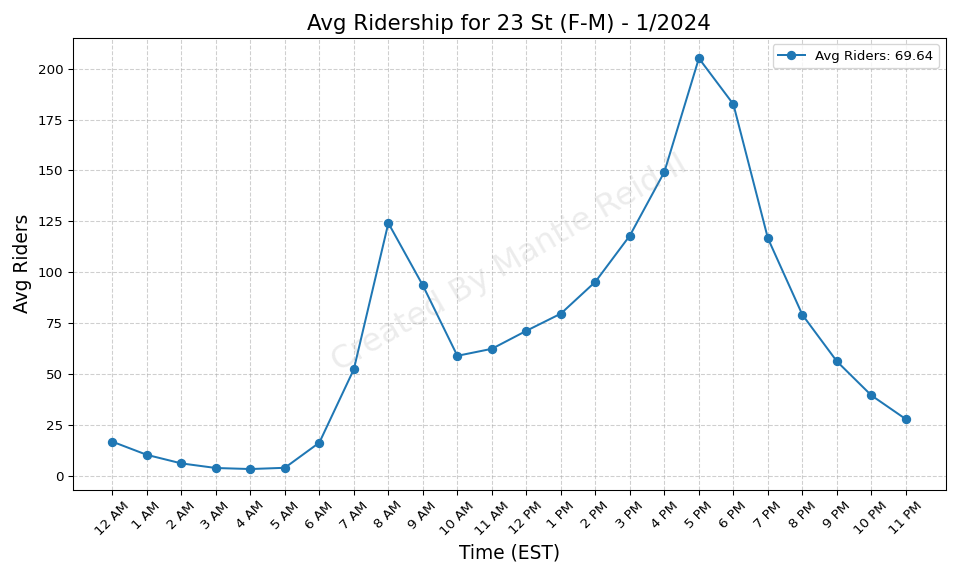 Avg Ridership for 23 St (F-M) - 1/2024
Avg Riders: 69.64
200
175
150
125
100
75
50
25
0
Avg Riders
Created By Mantle Reidhl
12 AM
1 AM
2 AM
3 AM
4 AM
5 AM
6 AM
7 AM
8 AM
9 AM
10 AM
11 AM
12 PM
1 PM
2 PM
3 PM
4 PM
5 PM
6 PM
7 PM
8 PM
9 PM
10 PM
11 PM
Time (EST)